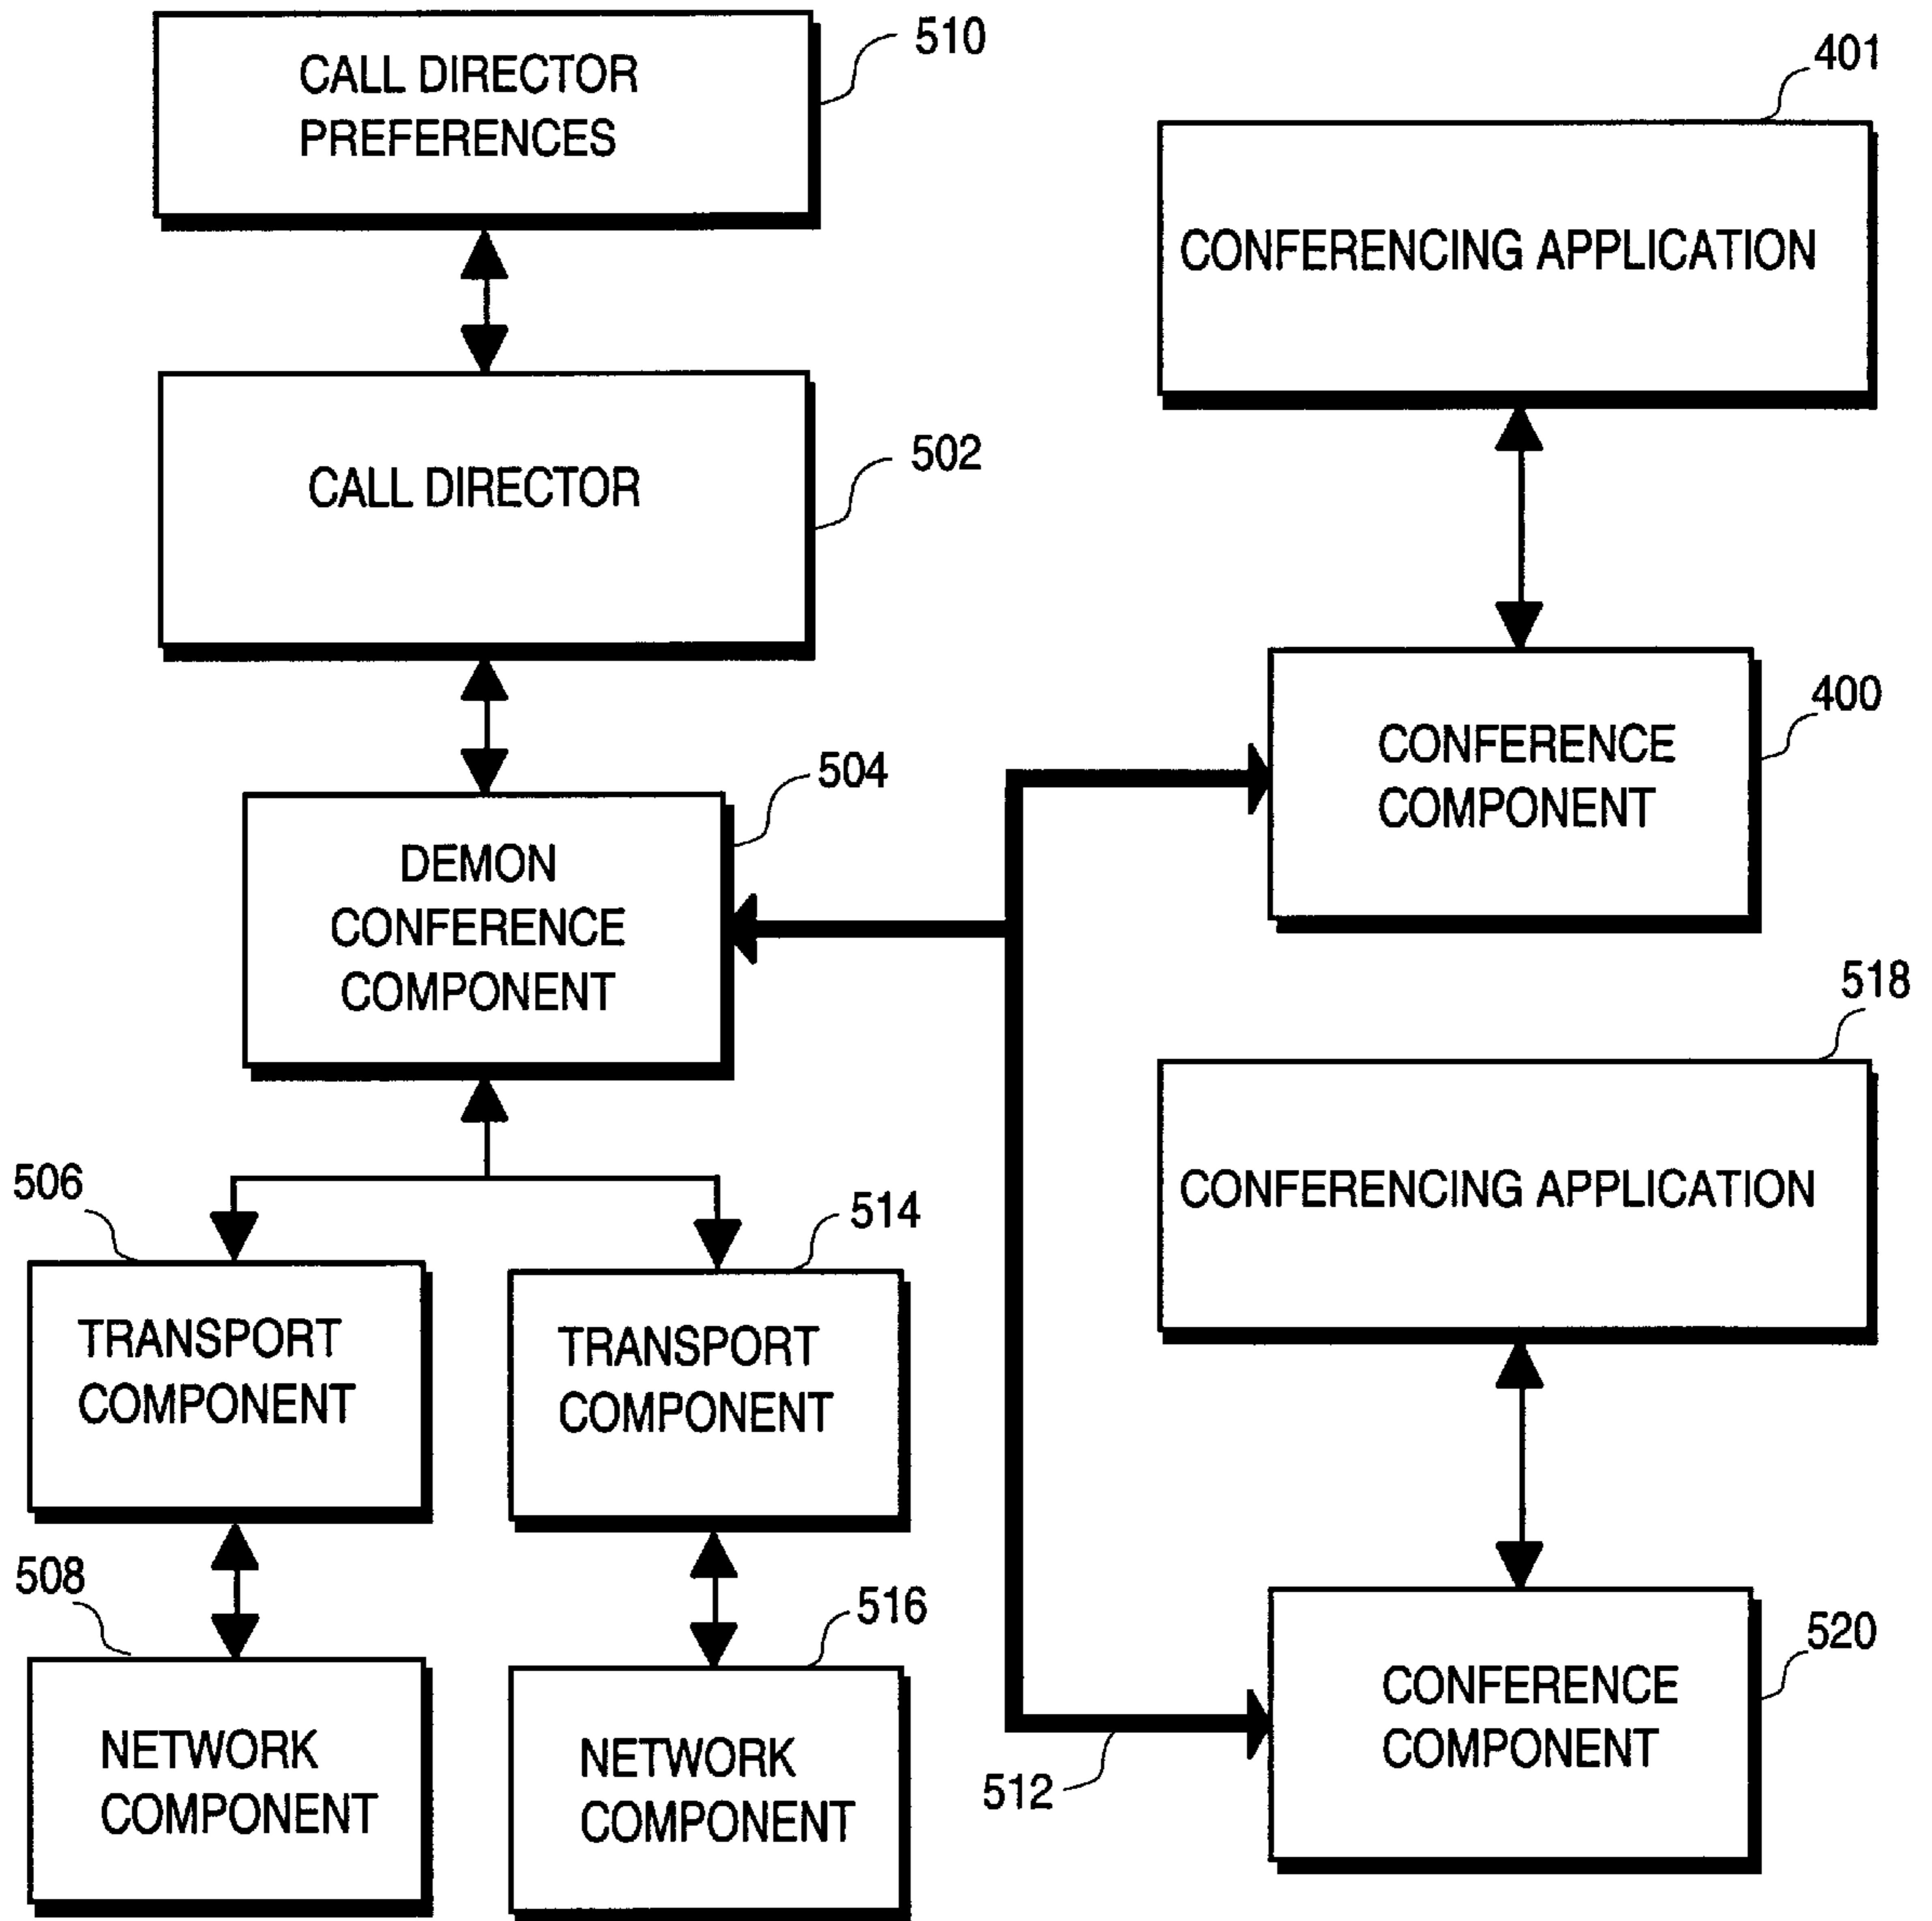 510
CALL DIRECTOR
PREFERENCES
401
CONFERENCING APPLICATION
502
CALL DIRECTOR
400
CONFERENCE
COMPONENT
504
DEMON
CONFERENCE
COMPONENT
518
CONFERENCING APPLICATION
506
TRANSPORT
COMPONENT
514
TRANSPORT
COMPONENT
508
NETWORK
COMPONENT
516
NETWORK
COMPONENT
512
520
CONFERENCE
COMPONENT